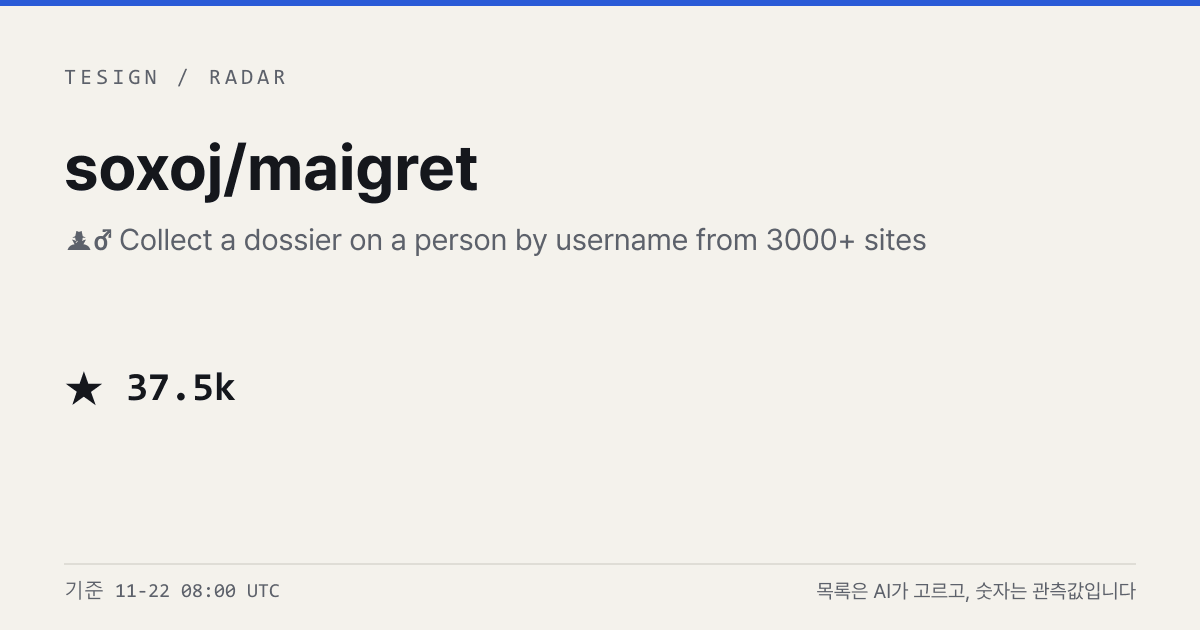 TESIGN / RADAR
soxoj/maigret
🕵️‍♂️ Collect a dossier on a person by username from 3000+ sites
★ 37.5k
기준 11-22 08:00 UTC
목록은 AI가 고르고, 숫자는 관측값입니다